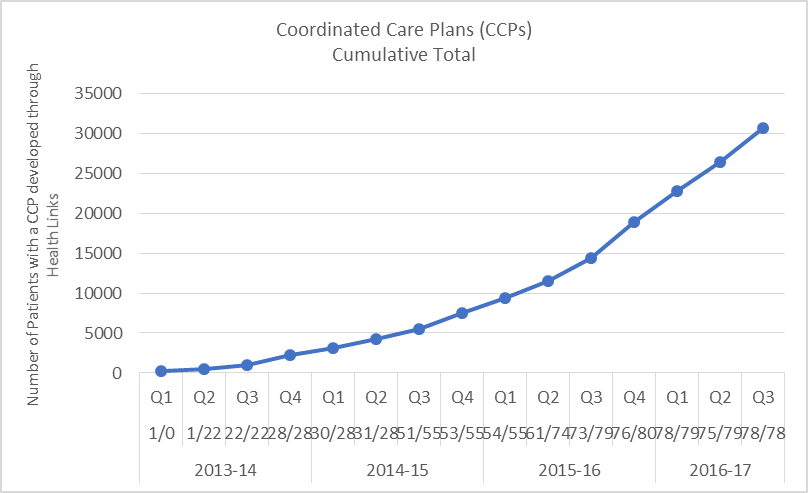 Coordinated Care Plans (CCPs)
Cumulative Total
Number of Patients with a CCP developed through
Health Links
35000
30000
25000
20000
15000
10000
5000
0
Q1 Q2 Q3 Q4 Q1 Q2 Q3 Q4 Q1 Q2 Q3 Q4 Q1 Q2 Q3
1/0 1/22 22/22 28/28 30/28 31/28 51/55 53/55 54/55 61/74 73/79 76/80 78/79 75/79 78/78
2013-14 2014-15 2015-16 2016-17